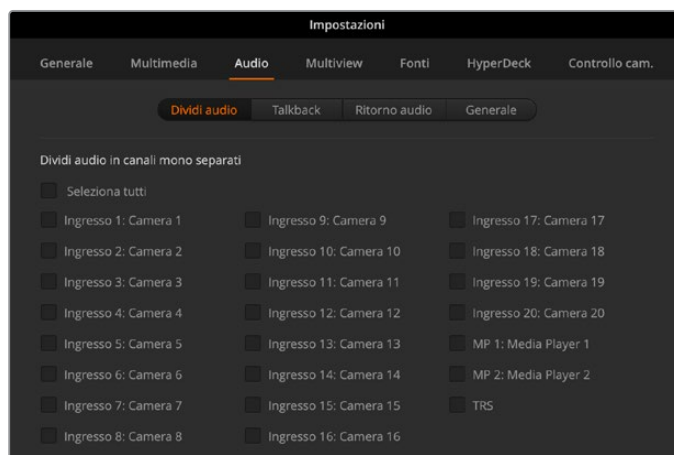 Impostazioni
Generale Multimedia Audio Multiview Fonti HyperDeck Controllo cam.
Dividi audio Talkback Ritorno audio Generale
Dividi audio in canali mono separati
Seleziona tutti
Ingresso 1: Camera 1 Ingresso 9: Camera 9 Ingresso 17: Camera 17
Ingresso 2: Camera 2 Ingresso 10: Camera 10 Ingresso 18: Camera 18
Ingresso 3: Camera 3 Ingresso 11: Camera 11 Ingresso 19: Camera 19
Ingresso 4: Camera 4 Ingresso 12: Camera 12 Ingresso 20: Camera 20
Ingresso 5: Camera 5 Ingresso 13: Camera 13 MP 1: Media Player 1
Ingresso 6: Camera 6 Ingresso 14: Camera 14 MP 2: Media Player 2
Ingresso 7: Camera 7 Ingresso 15: Camera 15 TRS
Ingresso 8: Camera 8 Ingresso 16: Camera 16